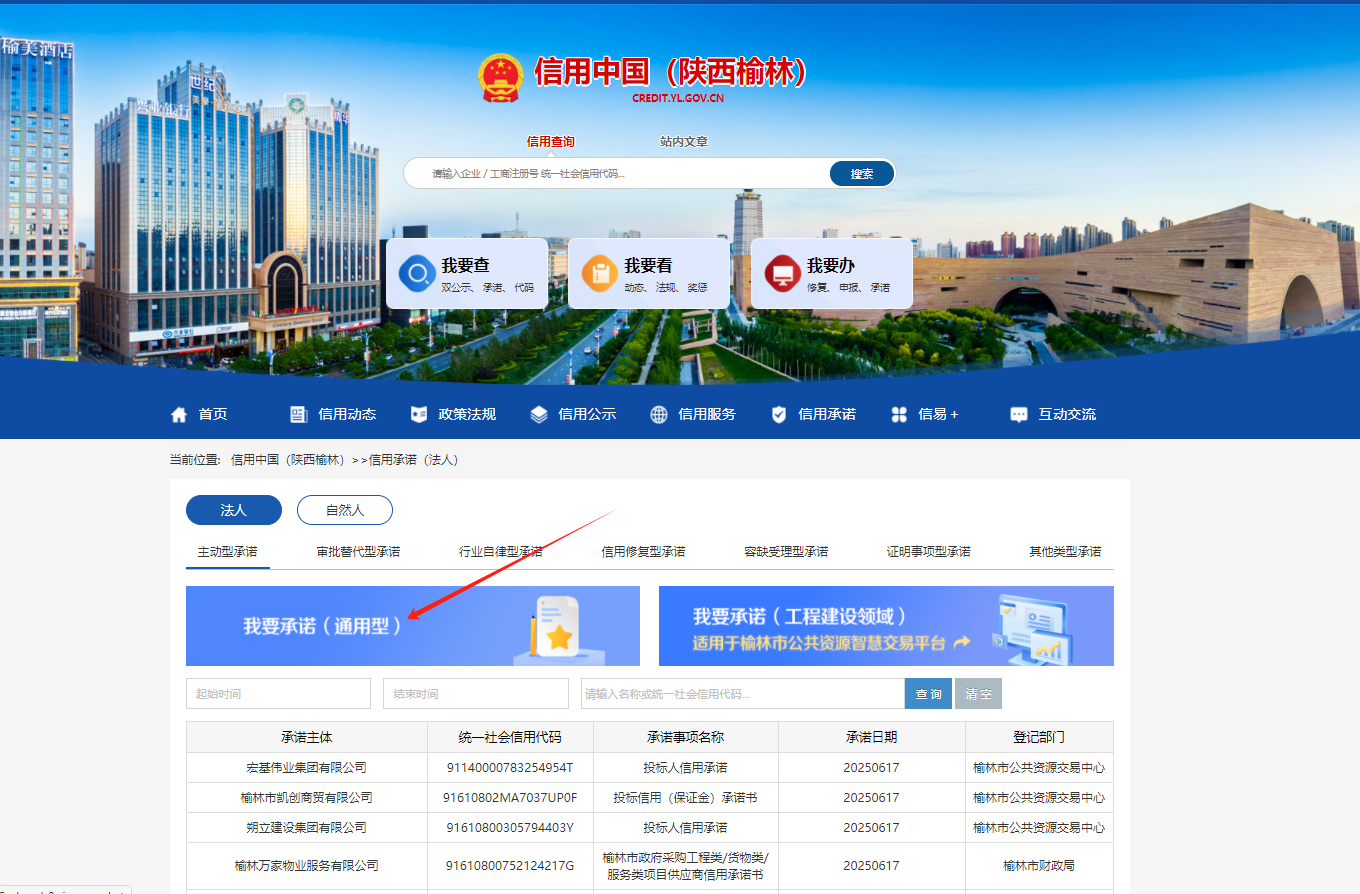 榆美酒店
世纪
兴业银行
信用中国（陕西榆林）
CREDIT.YL.GOV.CN
信用查询
站内文章
请输入企业 / 工商注册号 统一社会信用代码...
搜索
我要查
双公示、 承诺、 代码
我要看
动态、 法规、 奖惩
我要办
修复、 申报、 承诺
首页
信用动态
政策法规
信用公示
信用服务
信用承诺
信易 +
互动交流
当前位置: 信用中国（陕西榆林） >>信用承诺（法人）
法人
自然人
主动型承诺
审批替代型承诺
行业自律型承诺
信用修复型承诺
容缺受理型承诺
证明事项型承诺
其他类型承诺
我要承诺（通用型）
我要承诺（工程建设领域）
适用于榆林市公共资源智慧交易平台
起始时间
结束时间
请输入名称或统一社会信用代码...
查 询
清 空
承诺主体 统一社会信用代码 承诺事项名称 承诺日期 登记部门
宏基伟业集团有限公司 91140000783254954T 投标人信用承诺 20250617 榆林市公共资源交易中心
榆林市凯创商贸有限公司 91610802MA7037UP0F 投标信用（保证金）承诺书 20250617 榆林市公共资源交易中心
朔立建设集团有限公司 91610800305794403Y 投标人信用承诺 20250617 榆林市公共资源交易中心
榆林万家物业服务有限公司 91610800752124217G 榆林市政府采购工程类/货物类/
服务类项目供应商信用承诺书 20250617 榆林市财政局